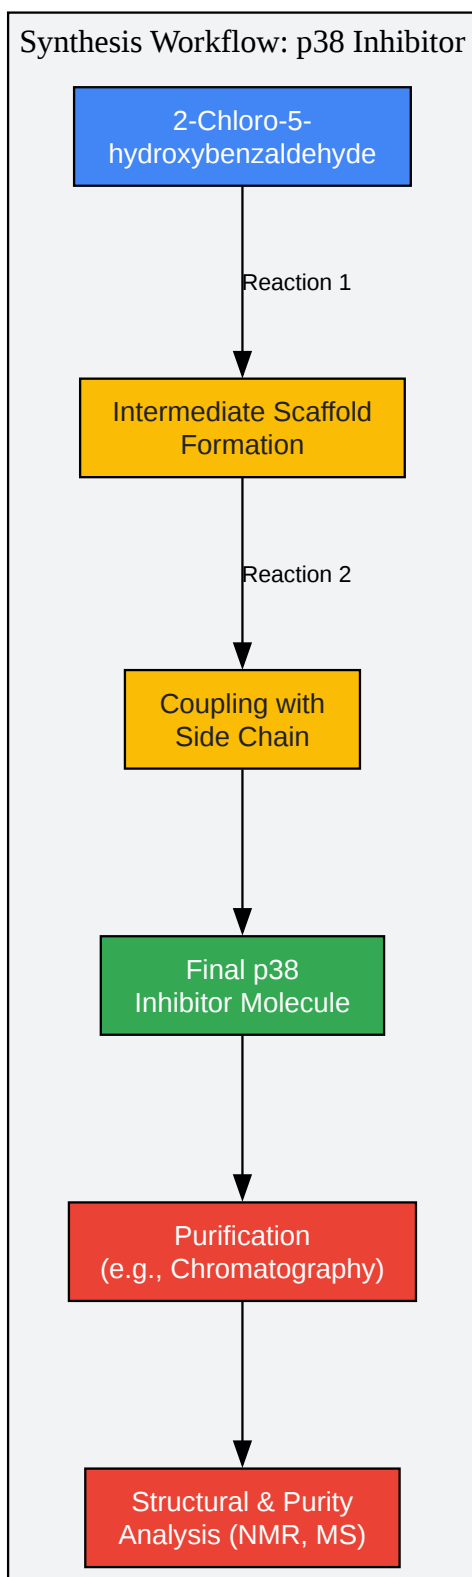 Synthesis Workflow: p38 Inhibitor
2-Chloro-5-
hydroxybenzaldehyde
Reaction 1
Intermediate Scaffold
Formation
Reaction 2
Coupling with
Side Chain
Final p38
Inhibitor Molecule
Purification
(e.g., Chromatography)
Structural & Purity
Analysis (NMR, MS)